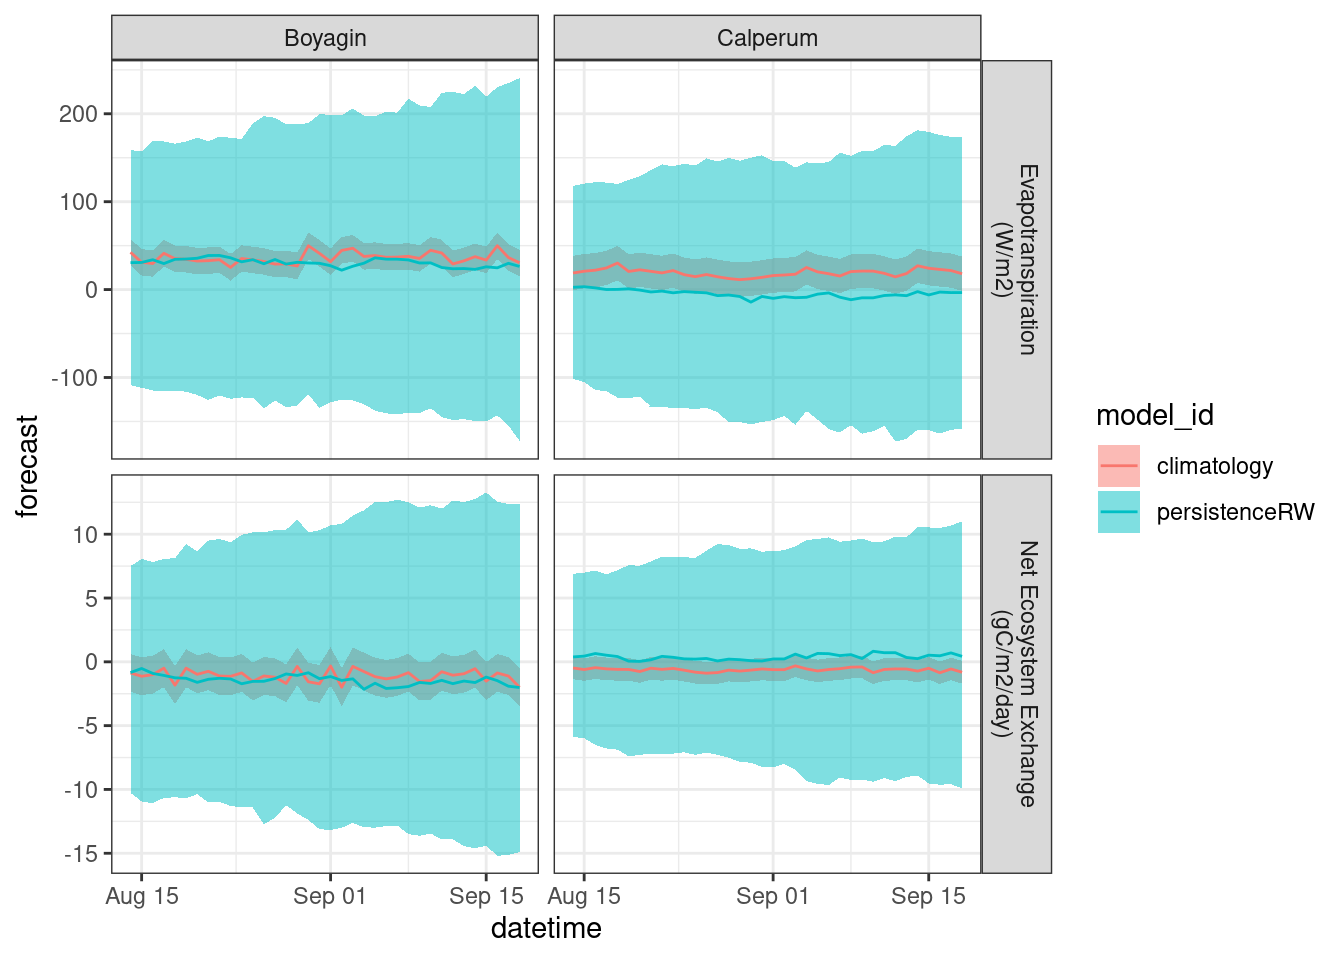 Boyagin
Calperum
200
100
0
-100
Evapotranspiration
(W/m2)
10
5
0
-5
-10
-15
Net Ecosystem Exchange
(gC/m2/day)
Aug 15
Sep 01
Sep 15
Aug 15
Sep 01
Sep 15
datetime
forecast
model_id
climatology
persistenceRW